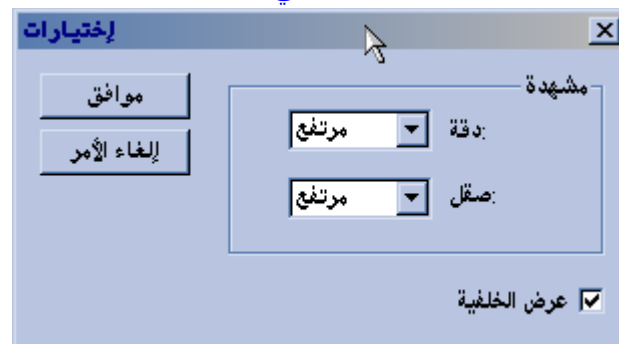 إختيارات
مشهدة
دقة:
مرتفع
صقل:
مرتفع
موافق
إلغاء الأمر
عرض الخلفية